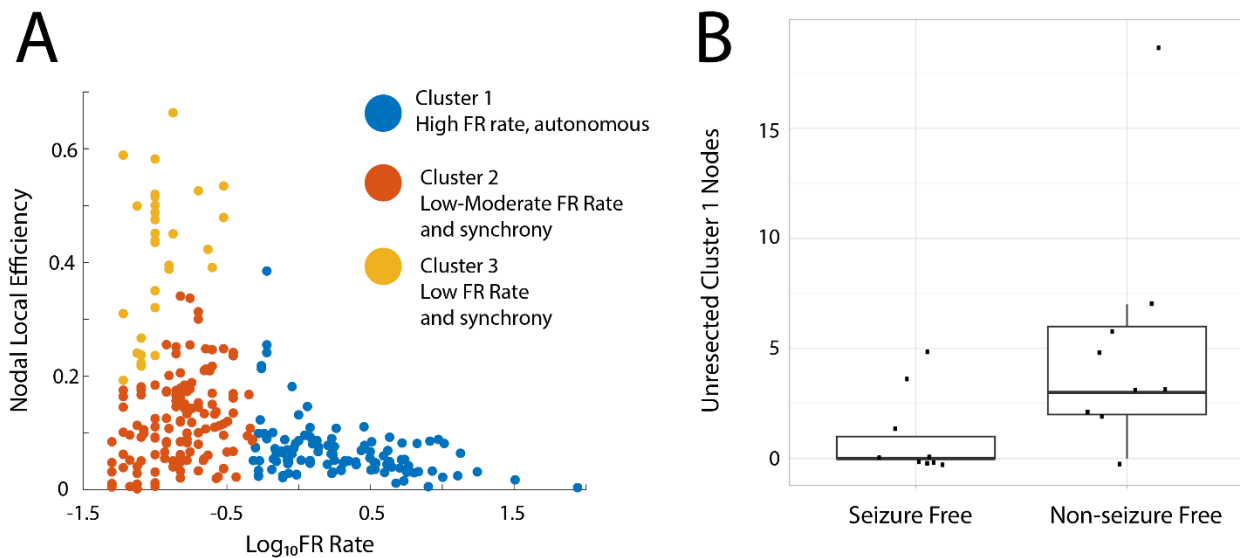 A
Nodal Local Efficiency
0.6
0.4
0.2
0
-1.5
-0.5
0.5
1.5
Log₁₀FR Rate
Cluster 1
High FR rate, autonomous
Cluster 2
Low-Moderate FR Rate
and synchrony
Cluster 3
Low FR Rate
and synchrony
B
Unresected Cluster 1 Nodes
15
10
5
0
Seizure Free
Non-seizure Free